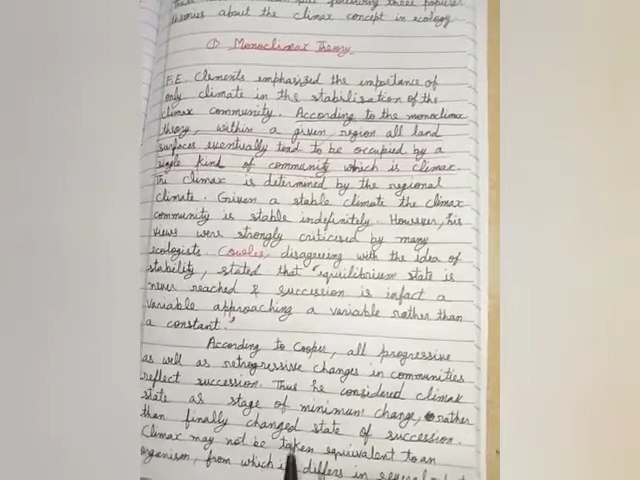 three popular
theories about the climax concept in ecology
① Monoclimax Theory
F.E. Clements emphasized the importance of
only climate in the stabilisation of the
climax community. According to the monoclimax
theory, within a given region all land
surfaces eventually tend to be occupied by a
single kind of community which is climax.
The climax is determined by the regional
climate. Given a stable climate the climax
community is stable indefinitely. However, his
views were strongly criticised by many
ecologists. Cowles, disagreeing with the idea of
stability, stated that "equilibrium state is
never reached & succession is infact a
variable approaching a variable rather than
a constant."
According to Cooper, all progressive
as well as retrogressive changes in communities
reflect succession. Thus he considered climax
state as stage of minimum change, rather
than finally changed state of succession.
Climax may not be taken equivalent to an
organism, from which it differs in several